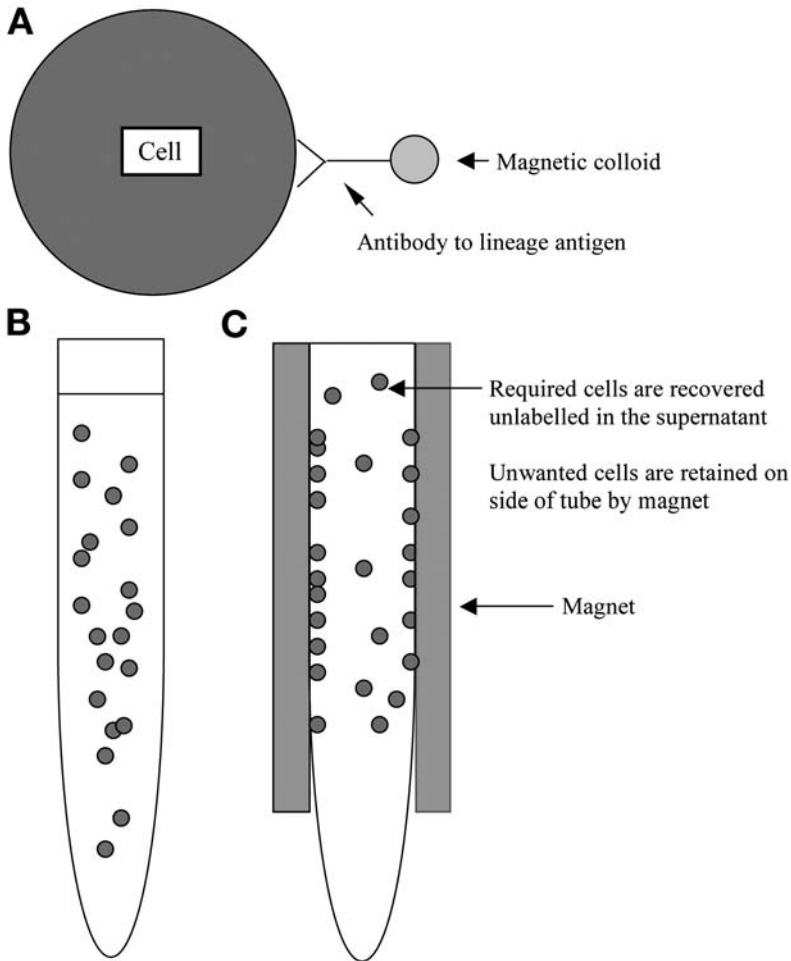 A
Cell
Magnetic colloid
Antibody to lineage antigen
B
C
Required cells are recovered
unlabelled in the supernatant
Unwanted cells are retained on
side of tube by magnet
Magnet